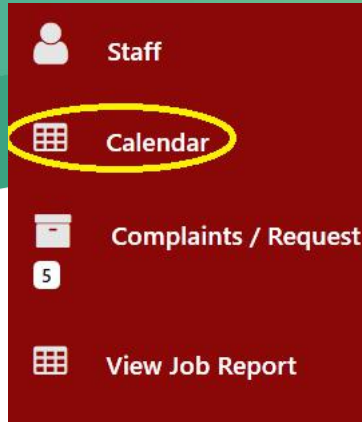 Staff
Calendar
Complaints / Request
5
View Job Report